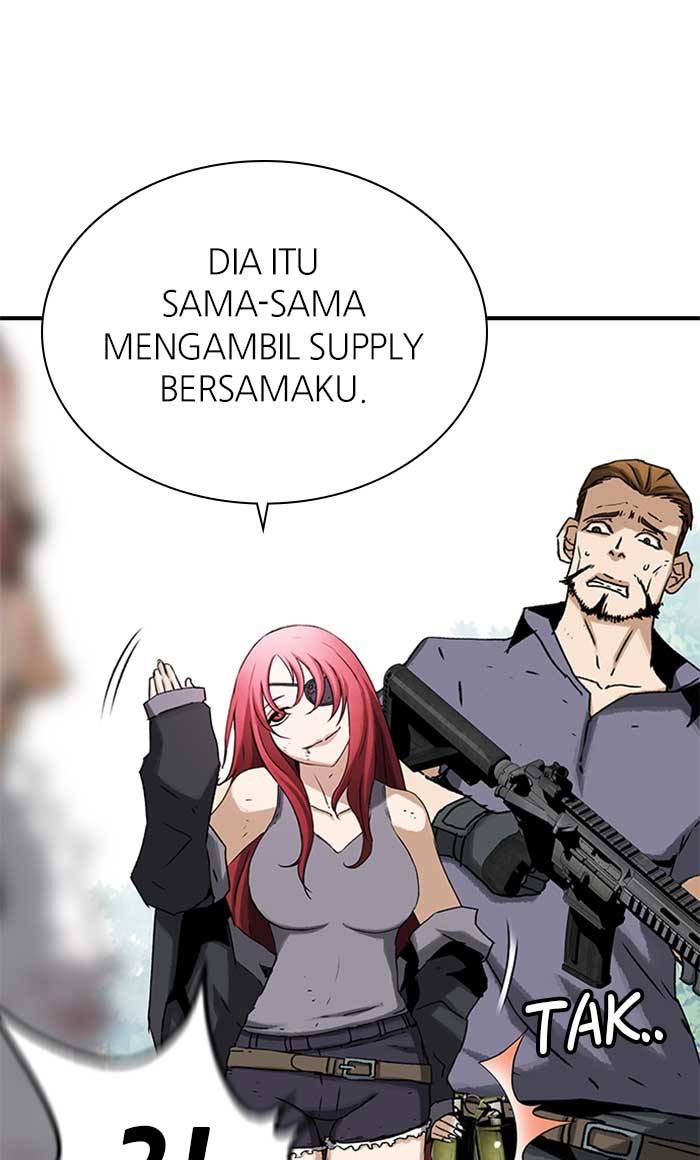 DIA ITU
SAMA-SAMA
MENGAMBIL SUPPLY
BERSAMAKU.
TAK..
?!